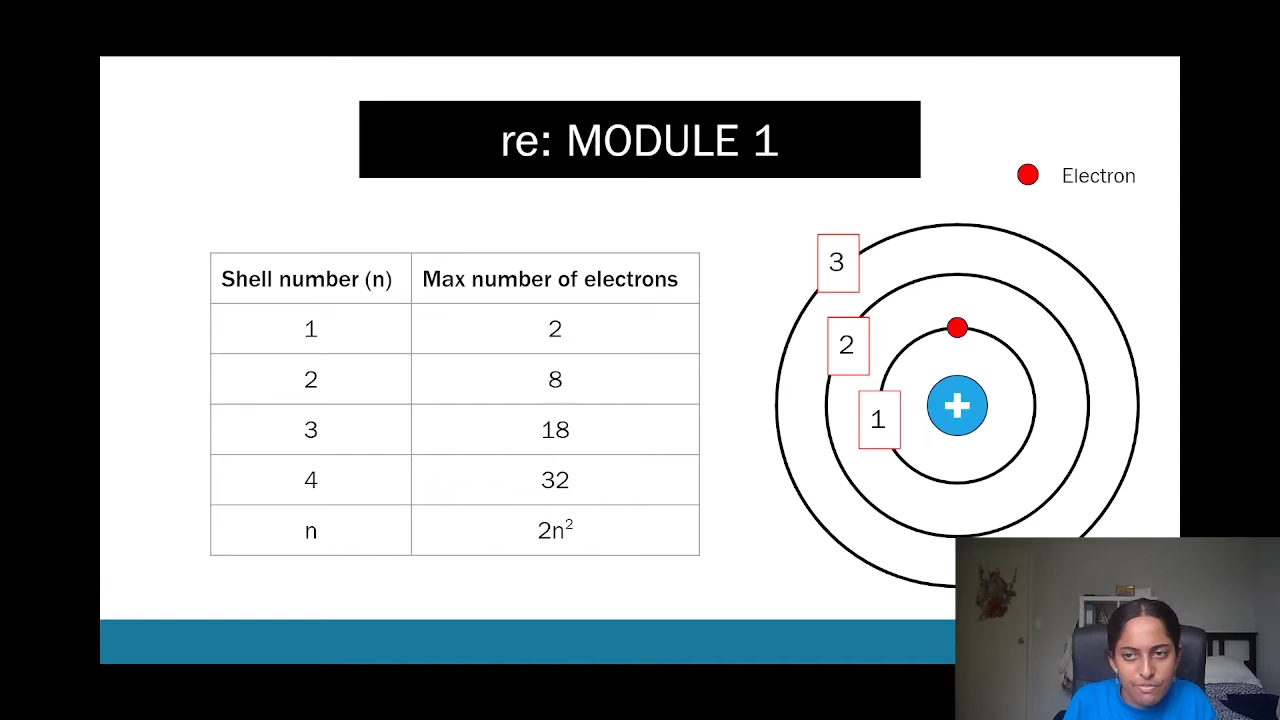 re: MODULE 1
Electron
Shell number (n) Max number of electrons
1 2
2 8
3 18
4 32
n 2n²
3
2
1